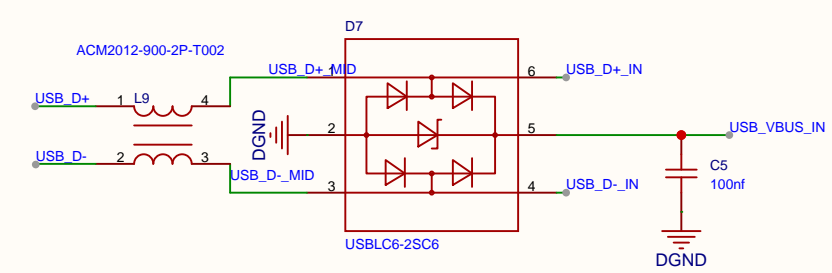 D7
ACM2012-900-2P-T002
USB_D+_MID
1
6
USB_D+_IN
USB_D+
1
L9
4
DGND
2
5
USB_VBUS_IN
USB_D-
2
3
USB_D-_MID
3
4
USB_D-_IN
C5
100nf
USBLC6-2SC6
DGND